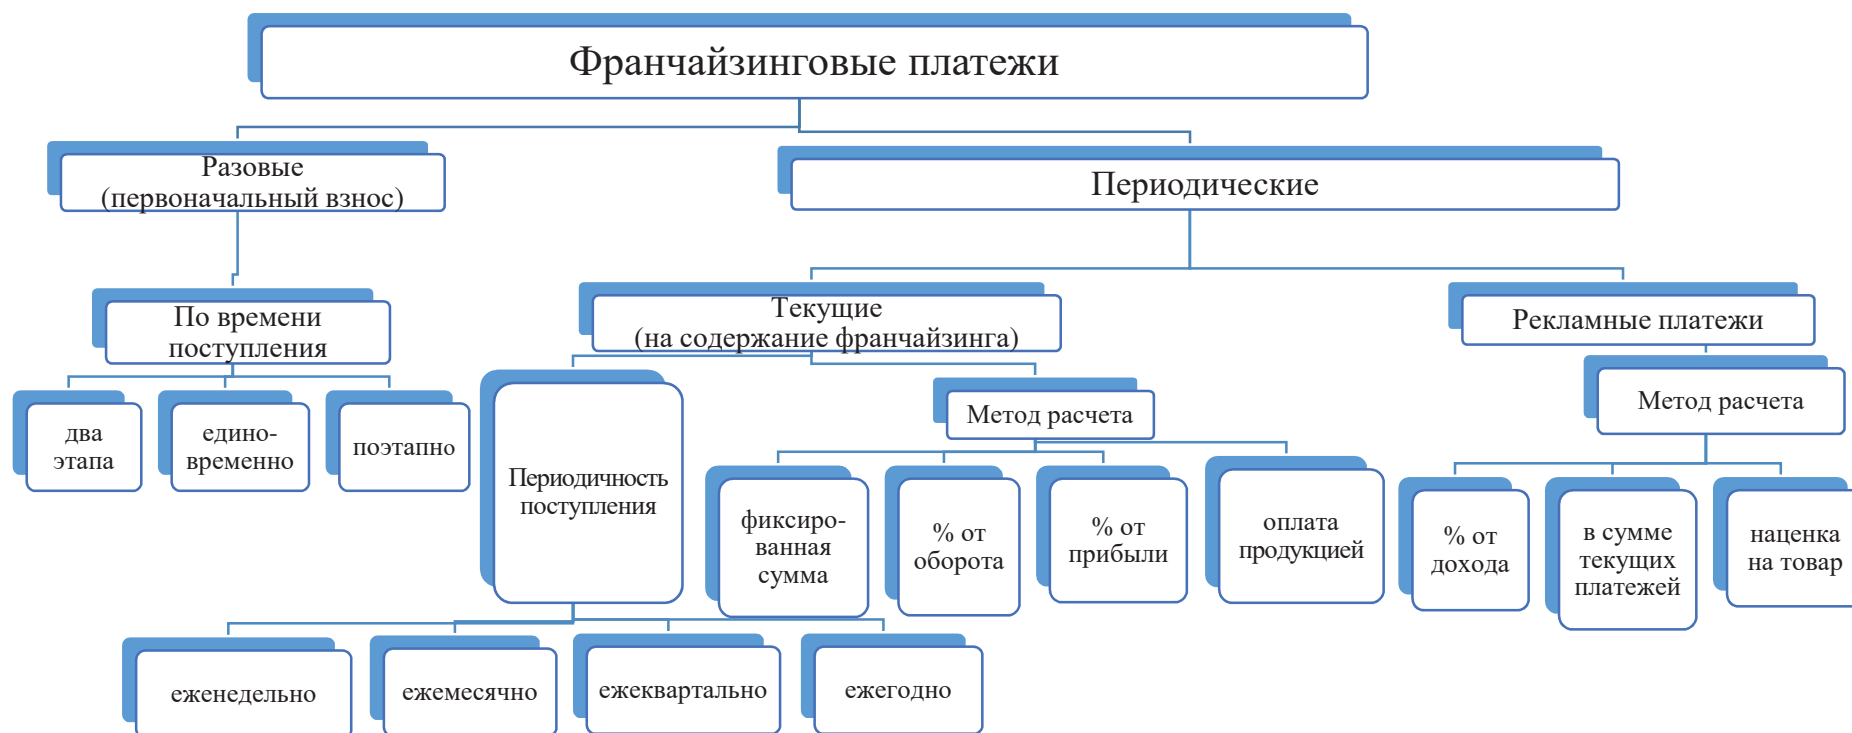 Франчайзинговые платежи
Разовые
(первоначальный взнос)
Периодические
По времени
поступления
Текущие
(на содержание франчайзинга)
Рекламные платежи
два
этапа
едино-
временно
поэтапно
Периодичность
поступления
Метод расчета
Метод расчета
фиксиро-
ванная
сумма
% от
оборота
% от
прибыли
оплата
продукцией
% от
дохода
в сумме
текущих
платежей
наценка
на товар
еженедельно
ежемесячно
ежеквартально
ежегодно